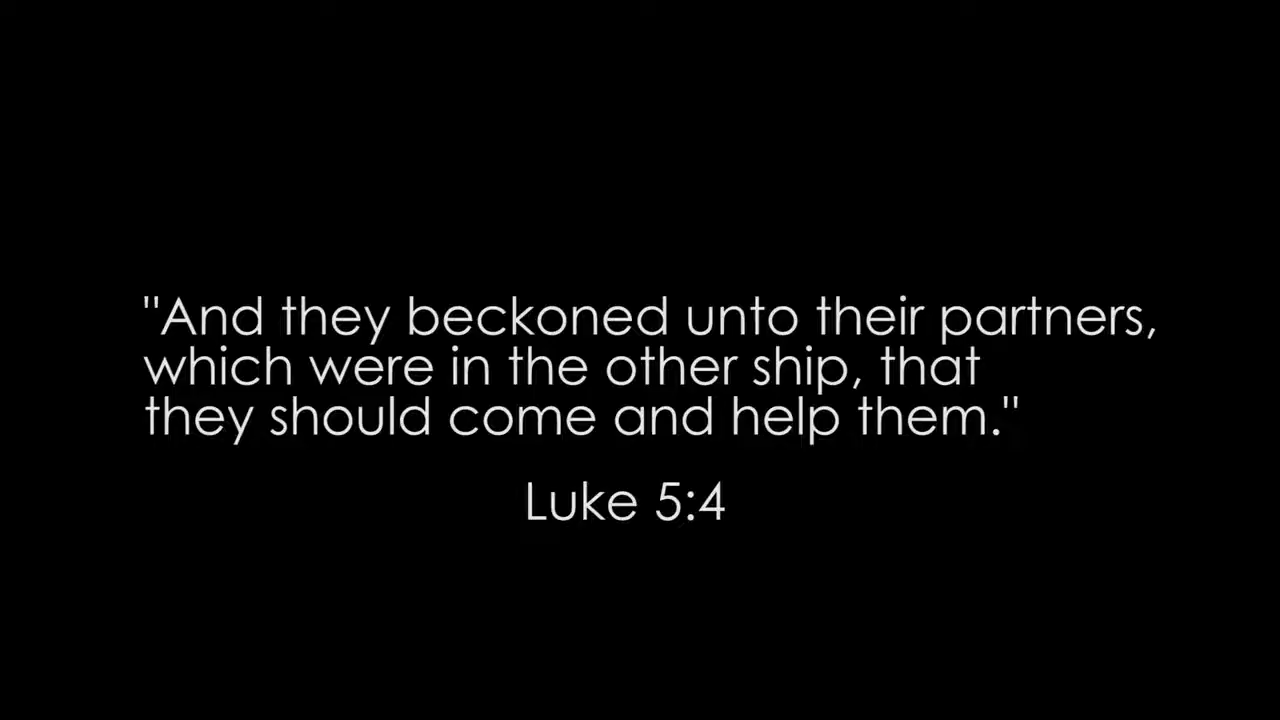 "And they beckoned unto their partners,
which were in the other ship, that
they should come and help them."
Luke 5:4